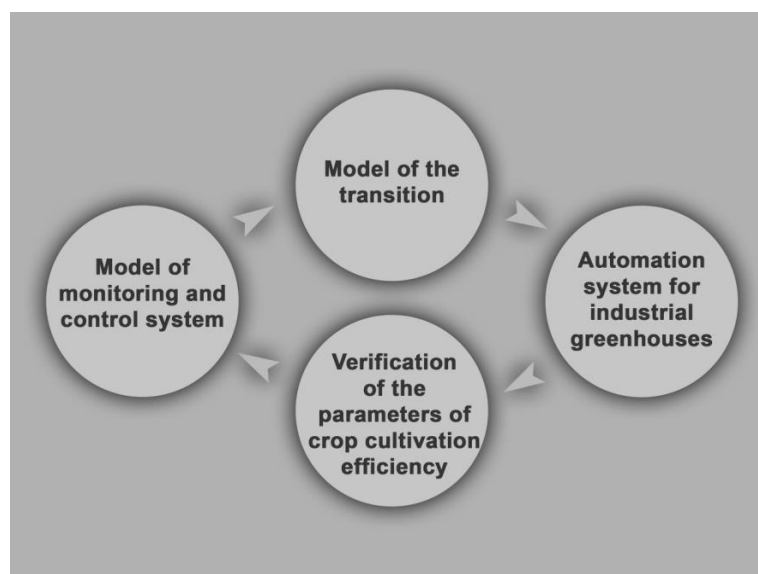 Model of the
transition
Model of
monitoring and
control system
Automation
system for
industrial
greenhouses
Verification
of the
parameters of
crop cultivation
efficiency